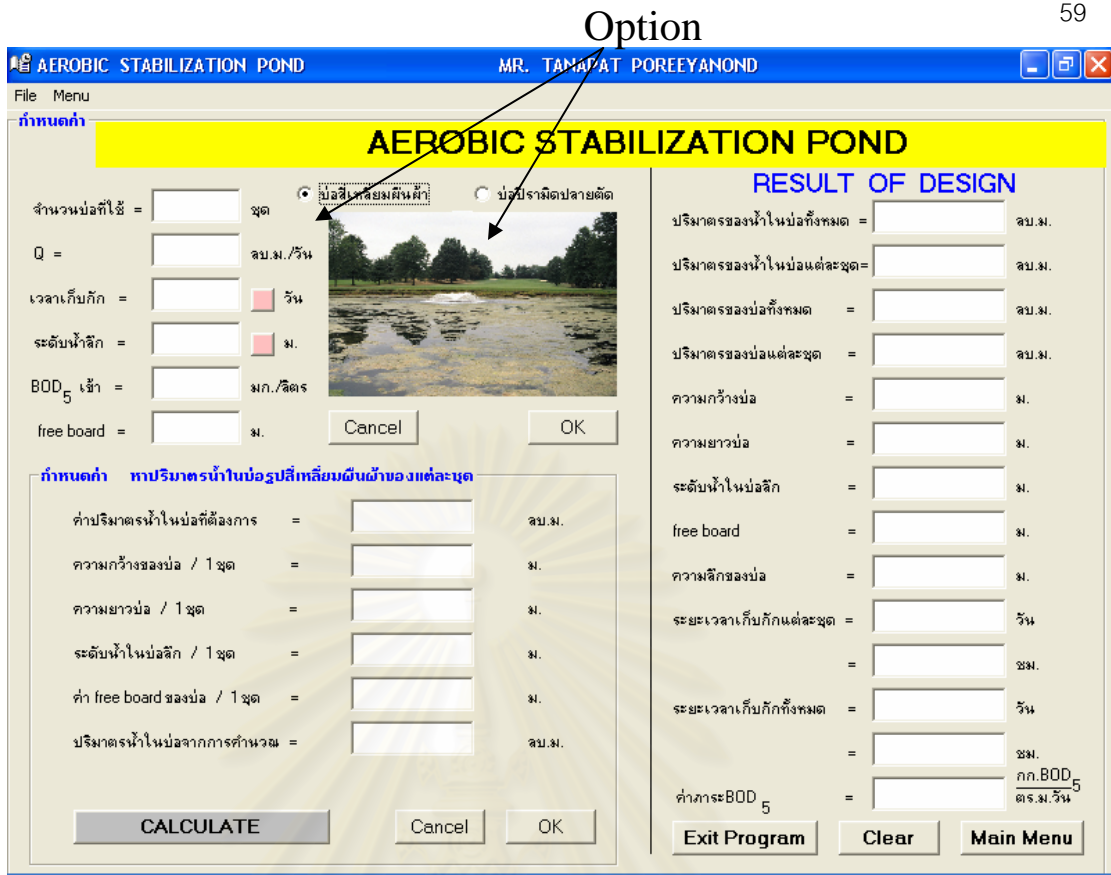 59
Option
AEROBIC STABILIZATION POND MR. TANAPAT POREEYANOND
File Menu
กำหนดค่า
AEROBIC STABILIZATION POND
จำนวนบ่อที่ใช้ = ชุด
บ่อสี่เหลี่ยมผืนผ้า บ่อปิรามิดปลายตัด
Q = ลบ.ม./วัน
เวลาเก็บกัก = วัน
ระดับน้ำลึก = ม.
BOD5 เข้า = มก./ลิตร
free board = ม.
Cancel OK
กำหนดค่า หาปริมาตรน้ำในบ่อรูปสี่เหลี่ยมผืนผ้าของแต่ละชุด
ค่าปริมาตรน้ำในบ่อที่ต้องการ = ลบ.ม.
ความกว้างของบ่อ / 1 ชุด = ม.
ความยาวบ่อ / 1 ชุด = ม.
ระดับน้ำในบ่อลึก / 1 ชุด = ม.
ค่า free board ของบ่อ / 1 ชุด = ม.
ปริมาตรน้ำในบ่อจากการคำนวณ = ลบ.ม.
CALCULATE Cancel OK
RESULT OF DESIGN
ปริมาตรของน้ำในบ่อทั้งหมด = ลบ.ม.
ปริมาตรของน้ำในบ่อแต่ละชุด= ลบ.ม.
ปริมาตรของบ่อทั้งหมด = ลบ.ม.
ปริมาตรของบ่อแต่ละชุด = ลบ.ม.
ความกว้างบ่อ = ม.
ความยาวบ่อ = ม.
ระดับน้ำในบ่อลึก = ม.
free board = ม.
ความลึกของบ่อ = ม.
ระยะเวลาเก็บกักแต่ละชุด = วัน
= ชม.
ระยะเวลาเก็บกักทั้งหมด = วัน
= ชม.
ค่าภาระBOD 5 = กก.BOD5
ตร.ม.วัน
Exit Program Clear Main Menu